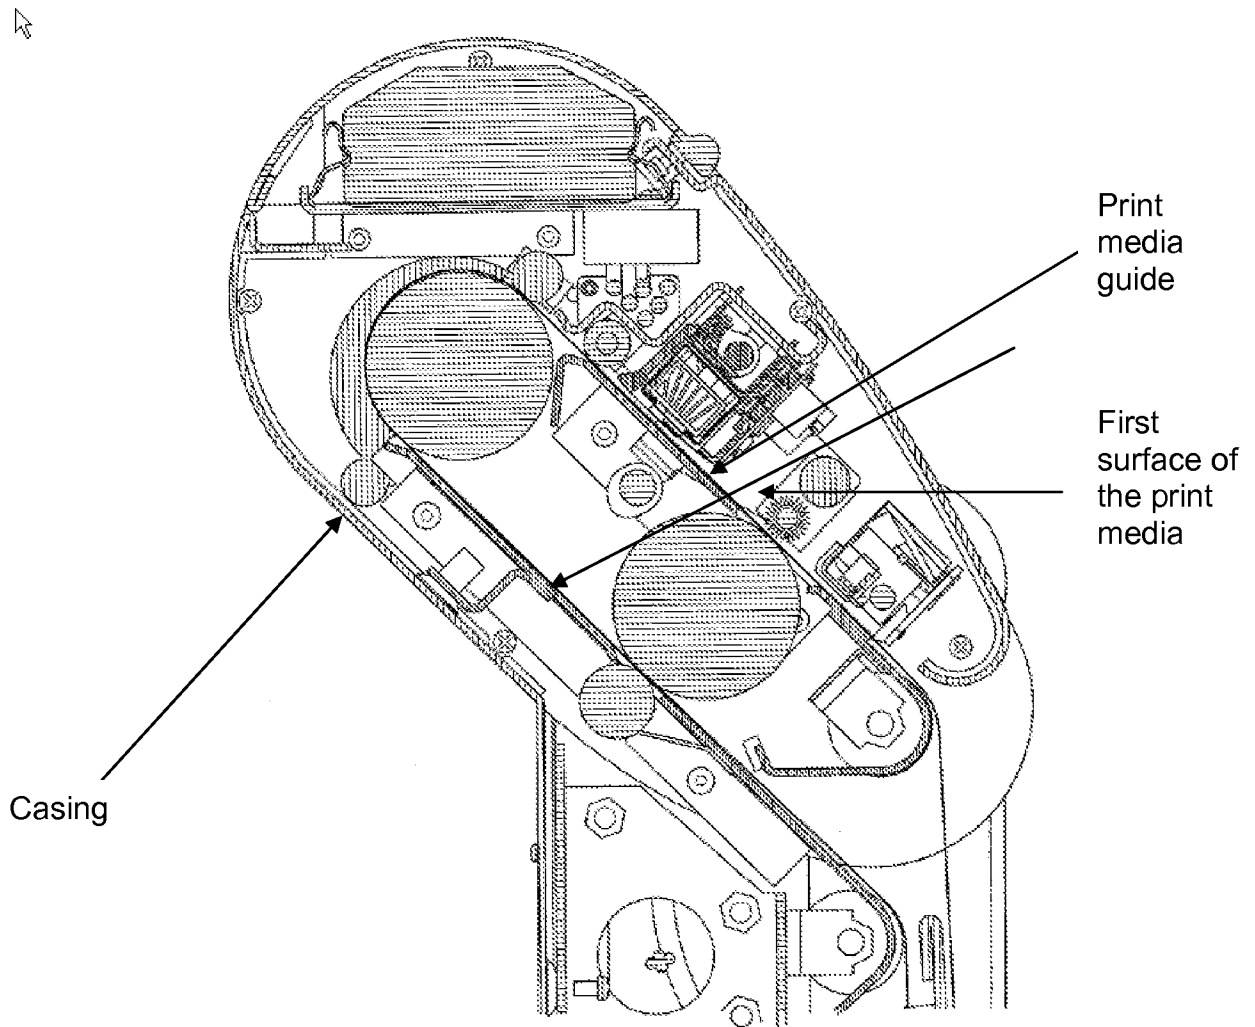 Print
media
guide
First
surface of
the print
media
Casing